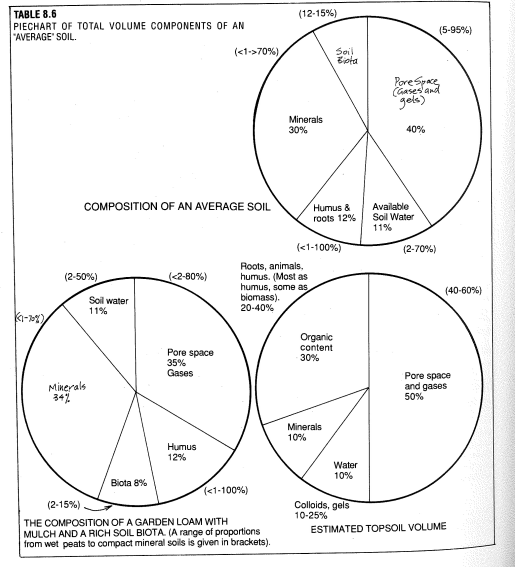 TABLE 8.6
PIECHART OF TOTAL VOLUME COMPONENTS OF AN
'AVERAGE' SOIL.
(12-15%)
(5-95%)
(<1->70%)
Soil
Biota
Pore Space
(Gases and
gels)
40%
Minerals
30%
Humus &
roots 12%
Available
Soil Water
11%
COMPOSITION OF AN AVERAGE SOIL
(<1-100%)
(2-70%)
(2-50%)
(<2-80%)
(<1-70%)
Soil water
11%
Pore space
35%
Gases
Minerals
34%
Humus
12%
Biota 8%
(2-15%)
(<1-100%)
THE COMPOSITION OF A GARDEN LOAM WITH
MULCH AND A RICH SOIL BIOTA. (A range of proportions
from wet peats to compact mineral soils is given in brackets).
Roots, animals,
humus. (Most as
humus, some as
biomass).
20-40%
(40-60%)
Organic
content
30%
Pore space
and gases
50%
Minerals
10%
Water
10%
Colloids, gels
10-25%
ESTIMATED TOPSOIL VOLUME